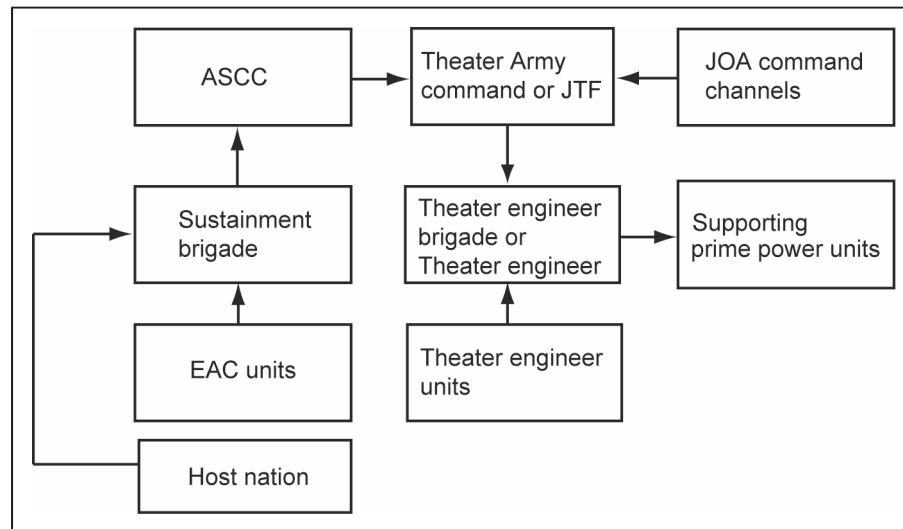 ASCC
Theater Army
command or JTF
JOA command
channels
Sustainment
brigade
Theater engineer
brigade or
Theater engineer
Supporting
prime power units
EAC units
Theater engineer
units
Host nation